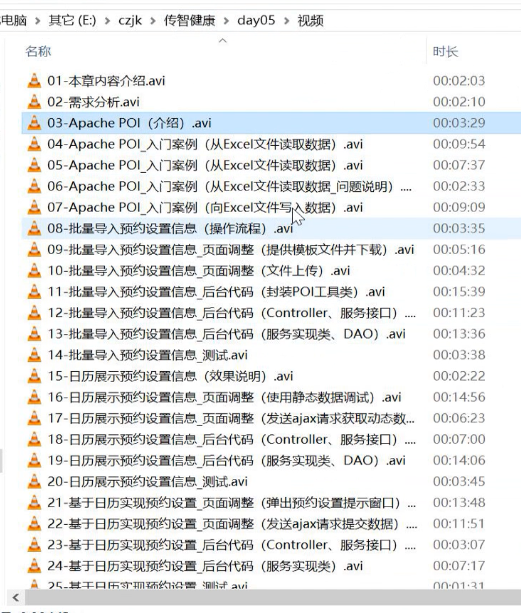 电脑 > 其它 (E:) > czjk > 传智健康 > day05 > 视频
名称 时长
01-本章内容介绍.avi 00:02:03
02-需求分析.avi 00:02:10
03-Apache POI（介绍）.avi 00:03:29
04-Apache POI_入门案例（从Excel文件读取数据）.avi 00:09:54
05-Apache POI_入门案例（从Excel文件读取数据）.avi 00:07:37
06-Apache POI_入门案例（从Excel文件读取数据_问题说明）.... 00:02:33
07-Apache POI_入门案例（向Excel文件写入数据）.avi 00:09:09
08-批量导入预约设置信息（操作流程）.avi 00:03:35
09-批量导入预约设置信息_页面调整（提供模板文件并下载）.avi 00:05:16
10-批量导入预约设置信息_页面调整（文件上传）.avi 00:04:32
11-批量导入预约设置信息_后台代码（封装POI工具类）.avi 00:15:39
12-批量导入预约设置信息_后台代码（Controller、服务接口）.... 00:11:23
13-批量导入预约设置信息_后台代码（服务实现类、DAO）.avi 00:13:36
14-批量导入预约设置信息_测试.avi 00:03:38
15-日历展示预约设置信息（效果说明）.avi 00:02:22
16-日历展示预约设置信息_页面调整（使用静态数据调试）.avi 00:14:56
17-日历展示预约设置信息_页面调整（发送ajax请求获取动态数... 00:06:23
18-日历展示预约设置信息_后台代码（Controller、服务接口）.... 00:07:00
19-日历展示预约设置信息_后台代码（服务实现类、DAO）.avi 00:14:06
20-日历展示预约设置信息_测试.avi 00:03:45
21-基于日历实现预约设置_页面调整（弹出预约设置提示窗口）.... 00:13:48
22-基于日历实现预约设置_页面调整（发送ajax请求提交数据）.... 00:11:51
23-基于日历实现预约设置_后台代码（Controller、服务接口）.... 00:03:07
24-基于日历实现预约设置_后台代码（服务实现类）.avi 00:07:17
25-基于日历实现预约设置_测试.avi 00:01:31